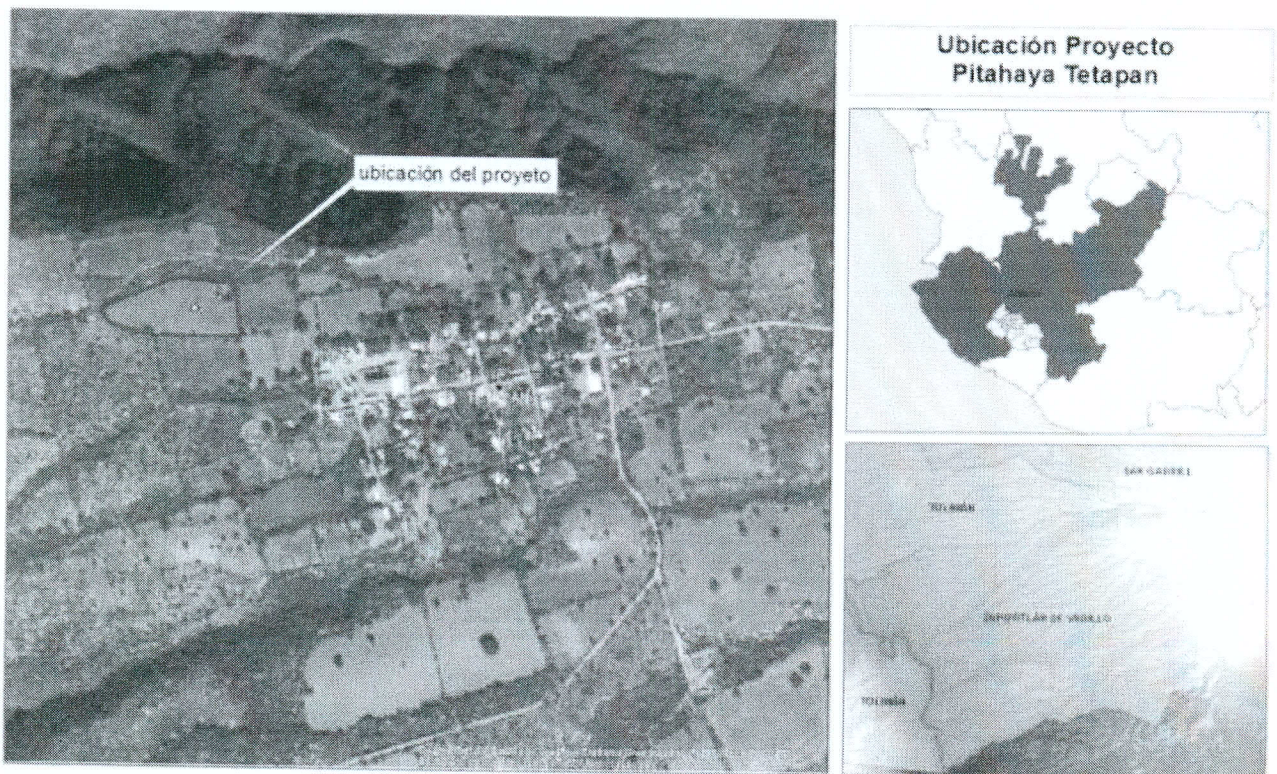 ubicación del proyeto
Ubicación Proyecto
Pitahaya Tetapan
SAN GABRIEL
TOLIMÁN
ZAPOTITLÁN DE VADILLO
TOLIMÁN